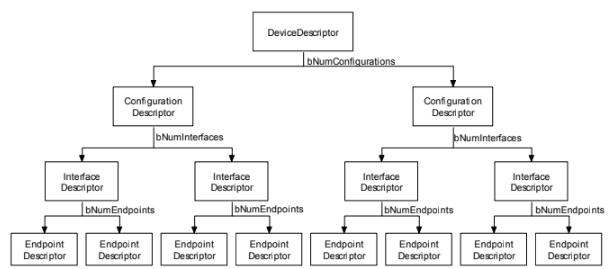 DeviceDescriptor
bNumConfigurations
Configuration
Descriptor
Configuration
Descriptor
bNumInterfaces
bNumInterfaces
Interface
Descriptor
Interface
Descriptor
Interface
Descriptor
Interface
Descriptor
bNumEndpoints
bNumEndpoints
bNumEndpoints
bNumEndpoints
Endpoint
Descriptor
Endpoint
Descriptor
Endpoint
Descriptor
Endpoint
Descriptor
Endpoint
Descriptor
Endpoint
Descriptor
Endpoint
Descriptor
Endpoint
Descriptor